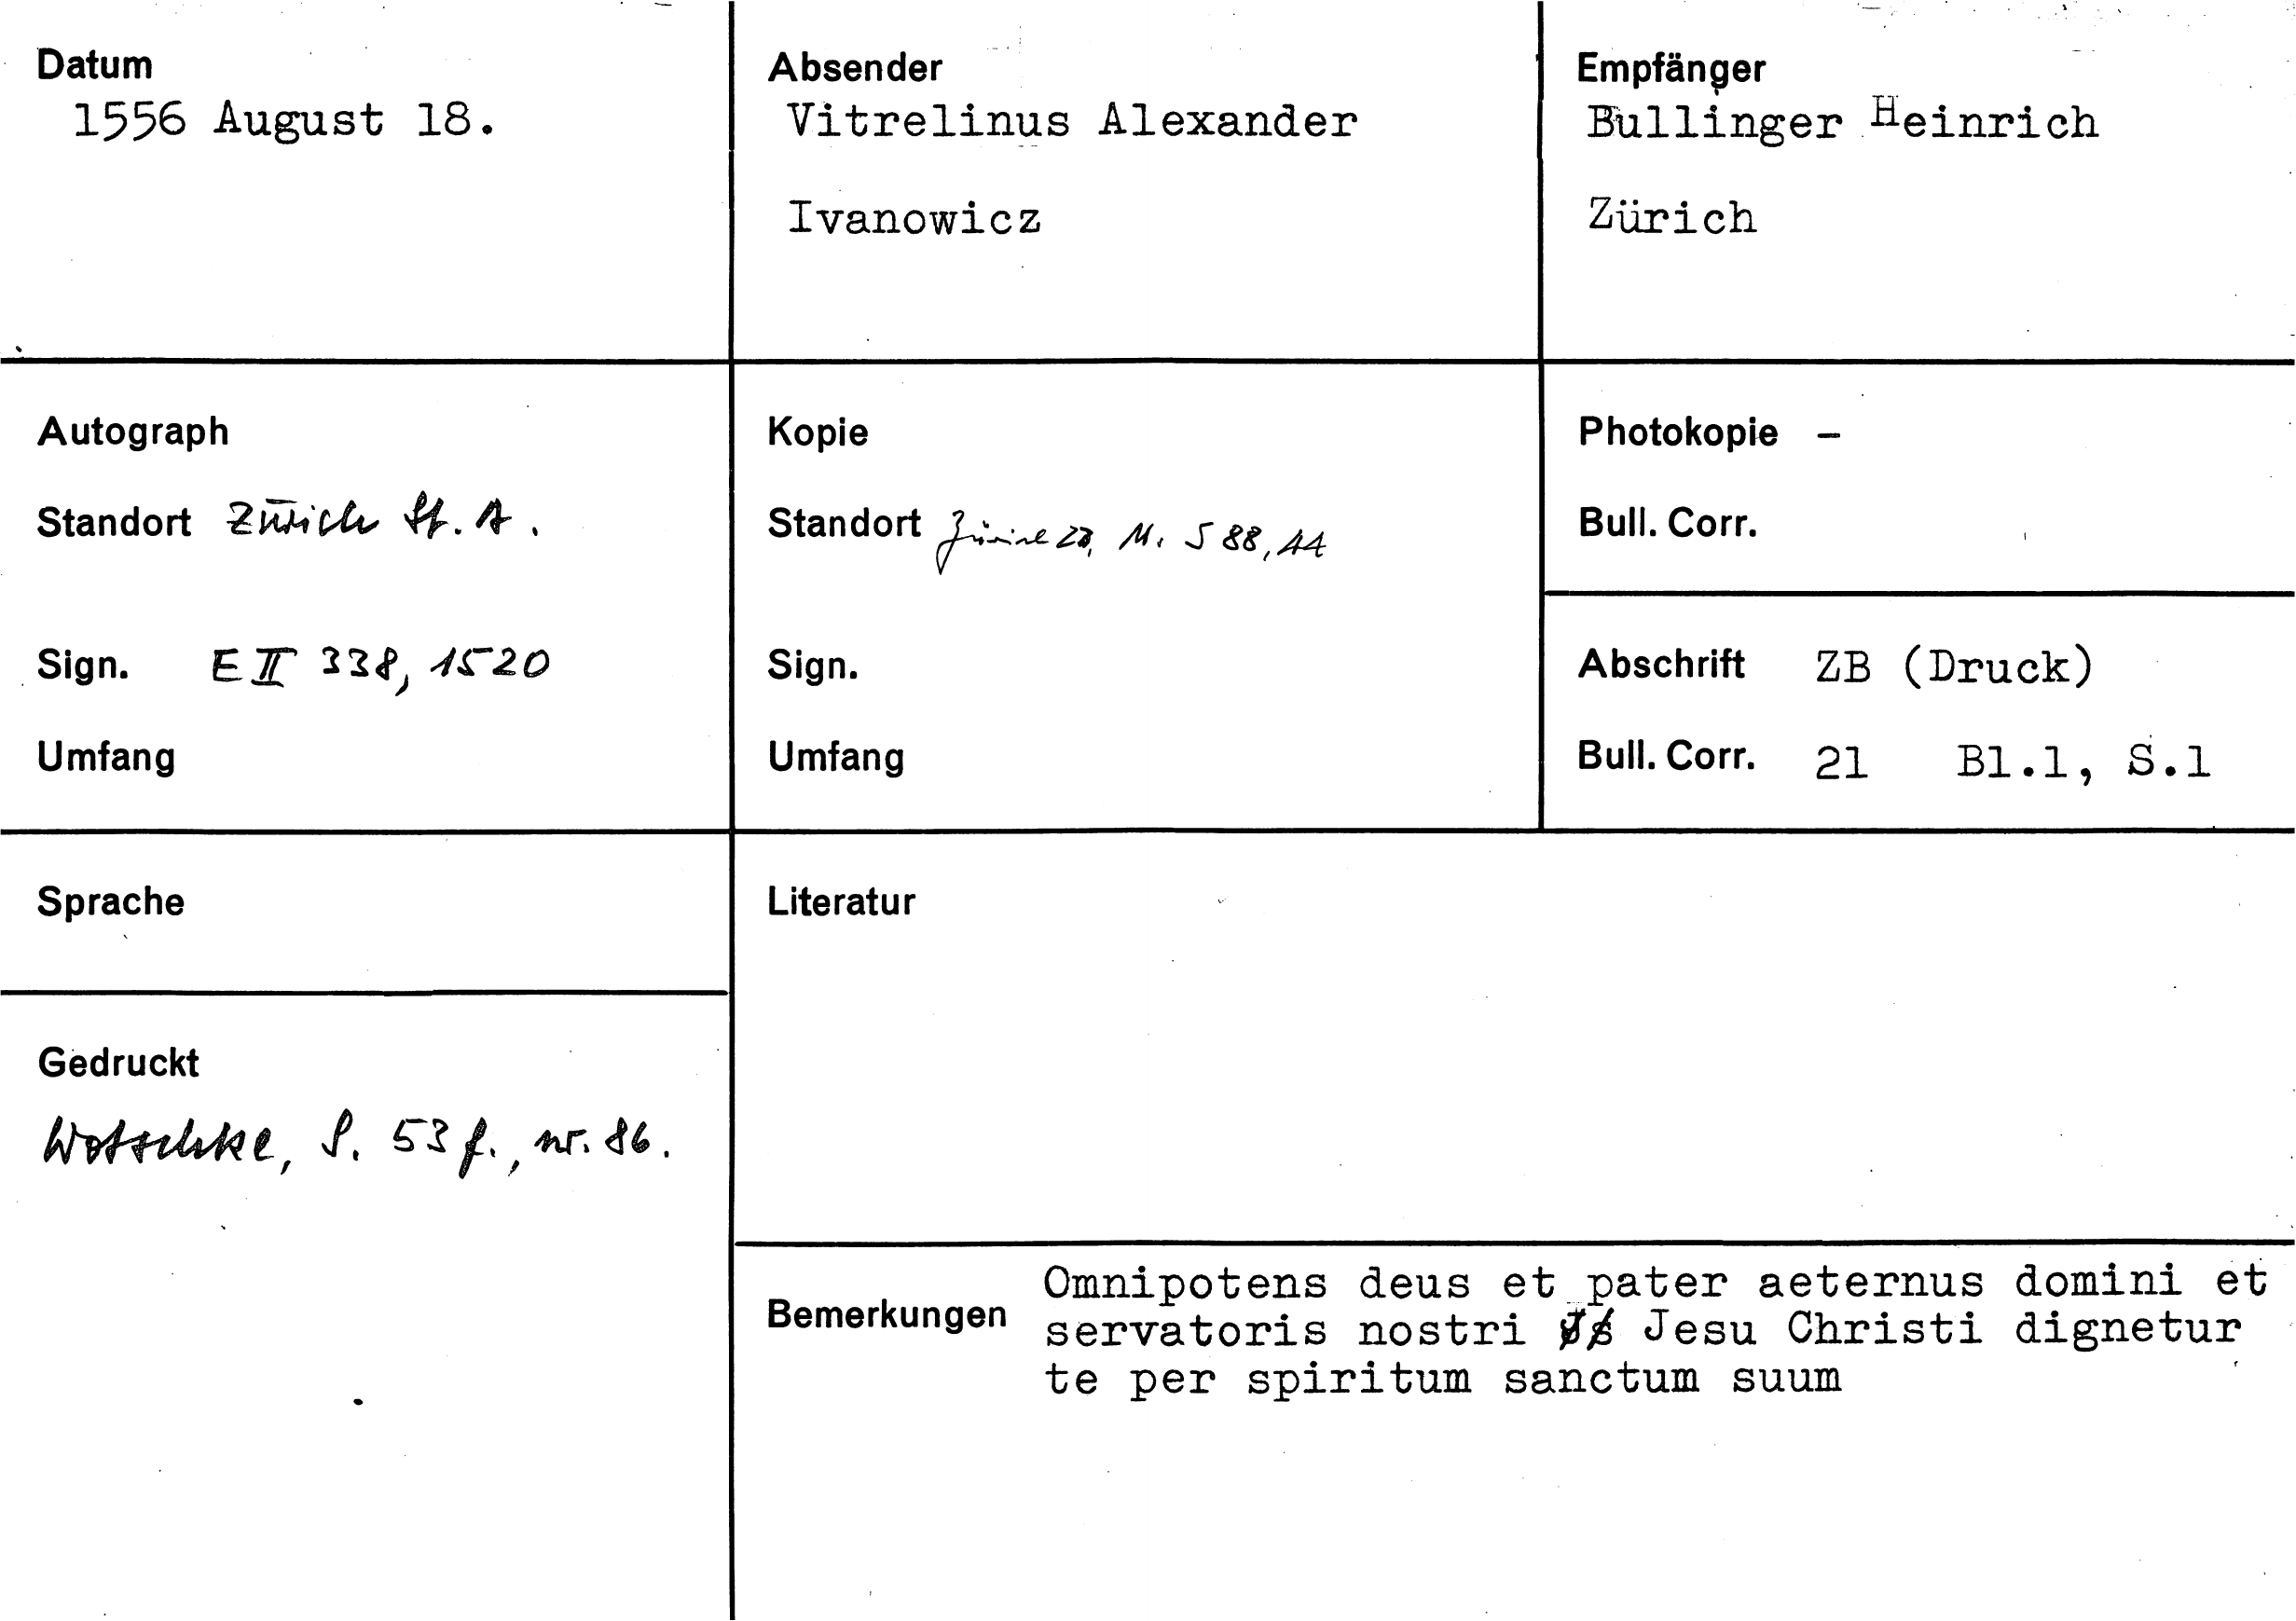 Datum
1556 August 18.
Absender
Vitrelinus Alexander
Ivanowicz
Empfänger
Bullinger Heinrich
Zürich
Autograph
Standort Zürich St. A.
Sign. E II 338, 1520
Umfang
Kopie
Standort Zürich ZB, Ms. S 88, 44
Sign.
Umfang
Photokopie –
Bull. Corr.
Abschrift ZB (Druck)
Bull. Corr. 21 Bl.1, S.1
Sprache
Gedruckt
Wotschke, S. 53 f., nr. 86.
Literatur
Bemerkungen
Omnipotens deus et pater aeternus domini et
servatoris nostri Jesu Christi dignetur
te per spiritum sanctum suum